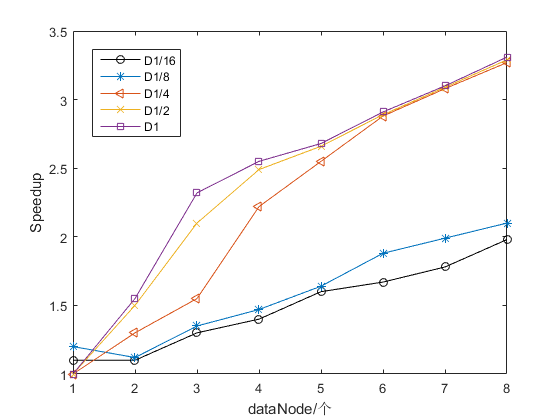 3.5
3
2.5
2
1.5
1
Speedup
D1/16
D1/8
D1/4
D1/2
D1
1 2 3 4 5 6 7 8
dataNode/个